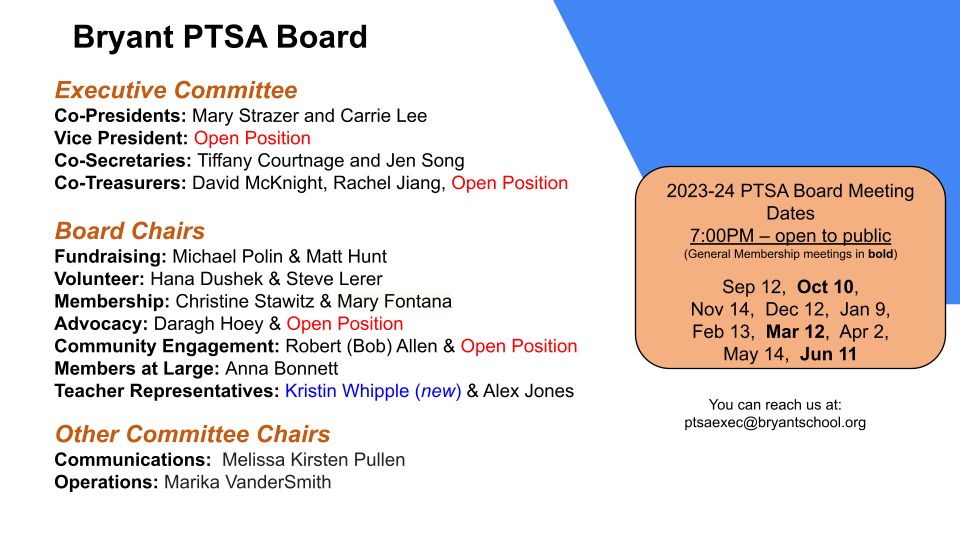 Bryant PTSA Board
Executive Committee
Co-Presidents: Mary Strazer and Carrie Lee
Vice President: Open Position
Co-Secretaries: Tiffany Courtnage and Jen Song
Co-Treasurers: David McKnight, Rachel Jiang, Open Position
Board Chairs
Fundraising: Michael Polin & Matt Hunt
Volunteer: Hana Dushek & Steve Lerer
Membership: Christine Stawitz & Mary Fontana
Advocacy: Daragh Hoey & Open Position
Community Engagement: Robert (Bob) Allen & Open Position
Members at Large: Anna Bonnett
Teacher Representatives: Kristin Whipple (new) & Alex Jones
Other Committee Chairs
Communications:  Melissa Kirsten Pullen
Operations: Marika VanderSmith
2023-24 PTSA Board Meeting
Dates
7:00PM – open to public
(General Membership meetings in bold)
Sep 12,  Oct 10,
Nov 14,  Dec 12,  Jan 9,
Feb 13,  Mar 12,  Apr 2,
May 14,  Jun 11
You can reach us at:
ptsaexec@bryantschool.org